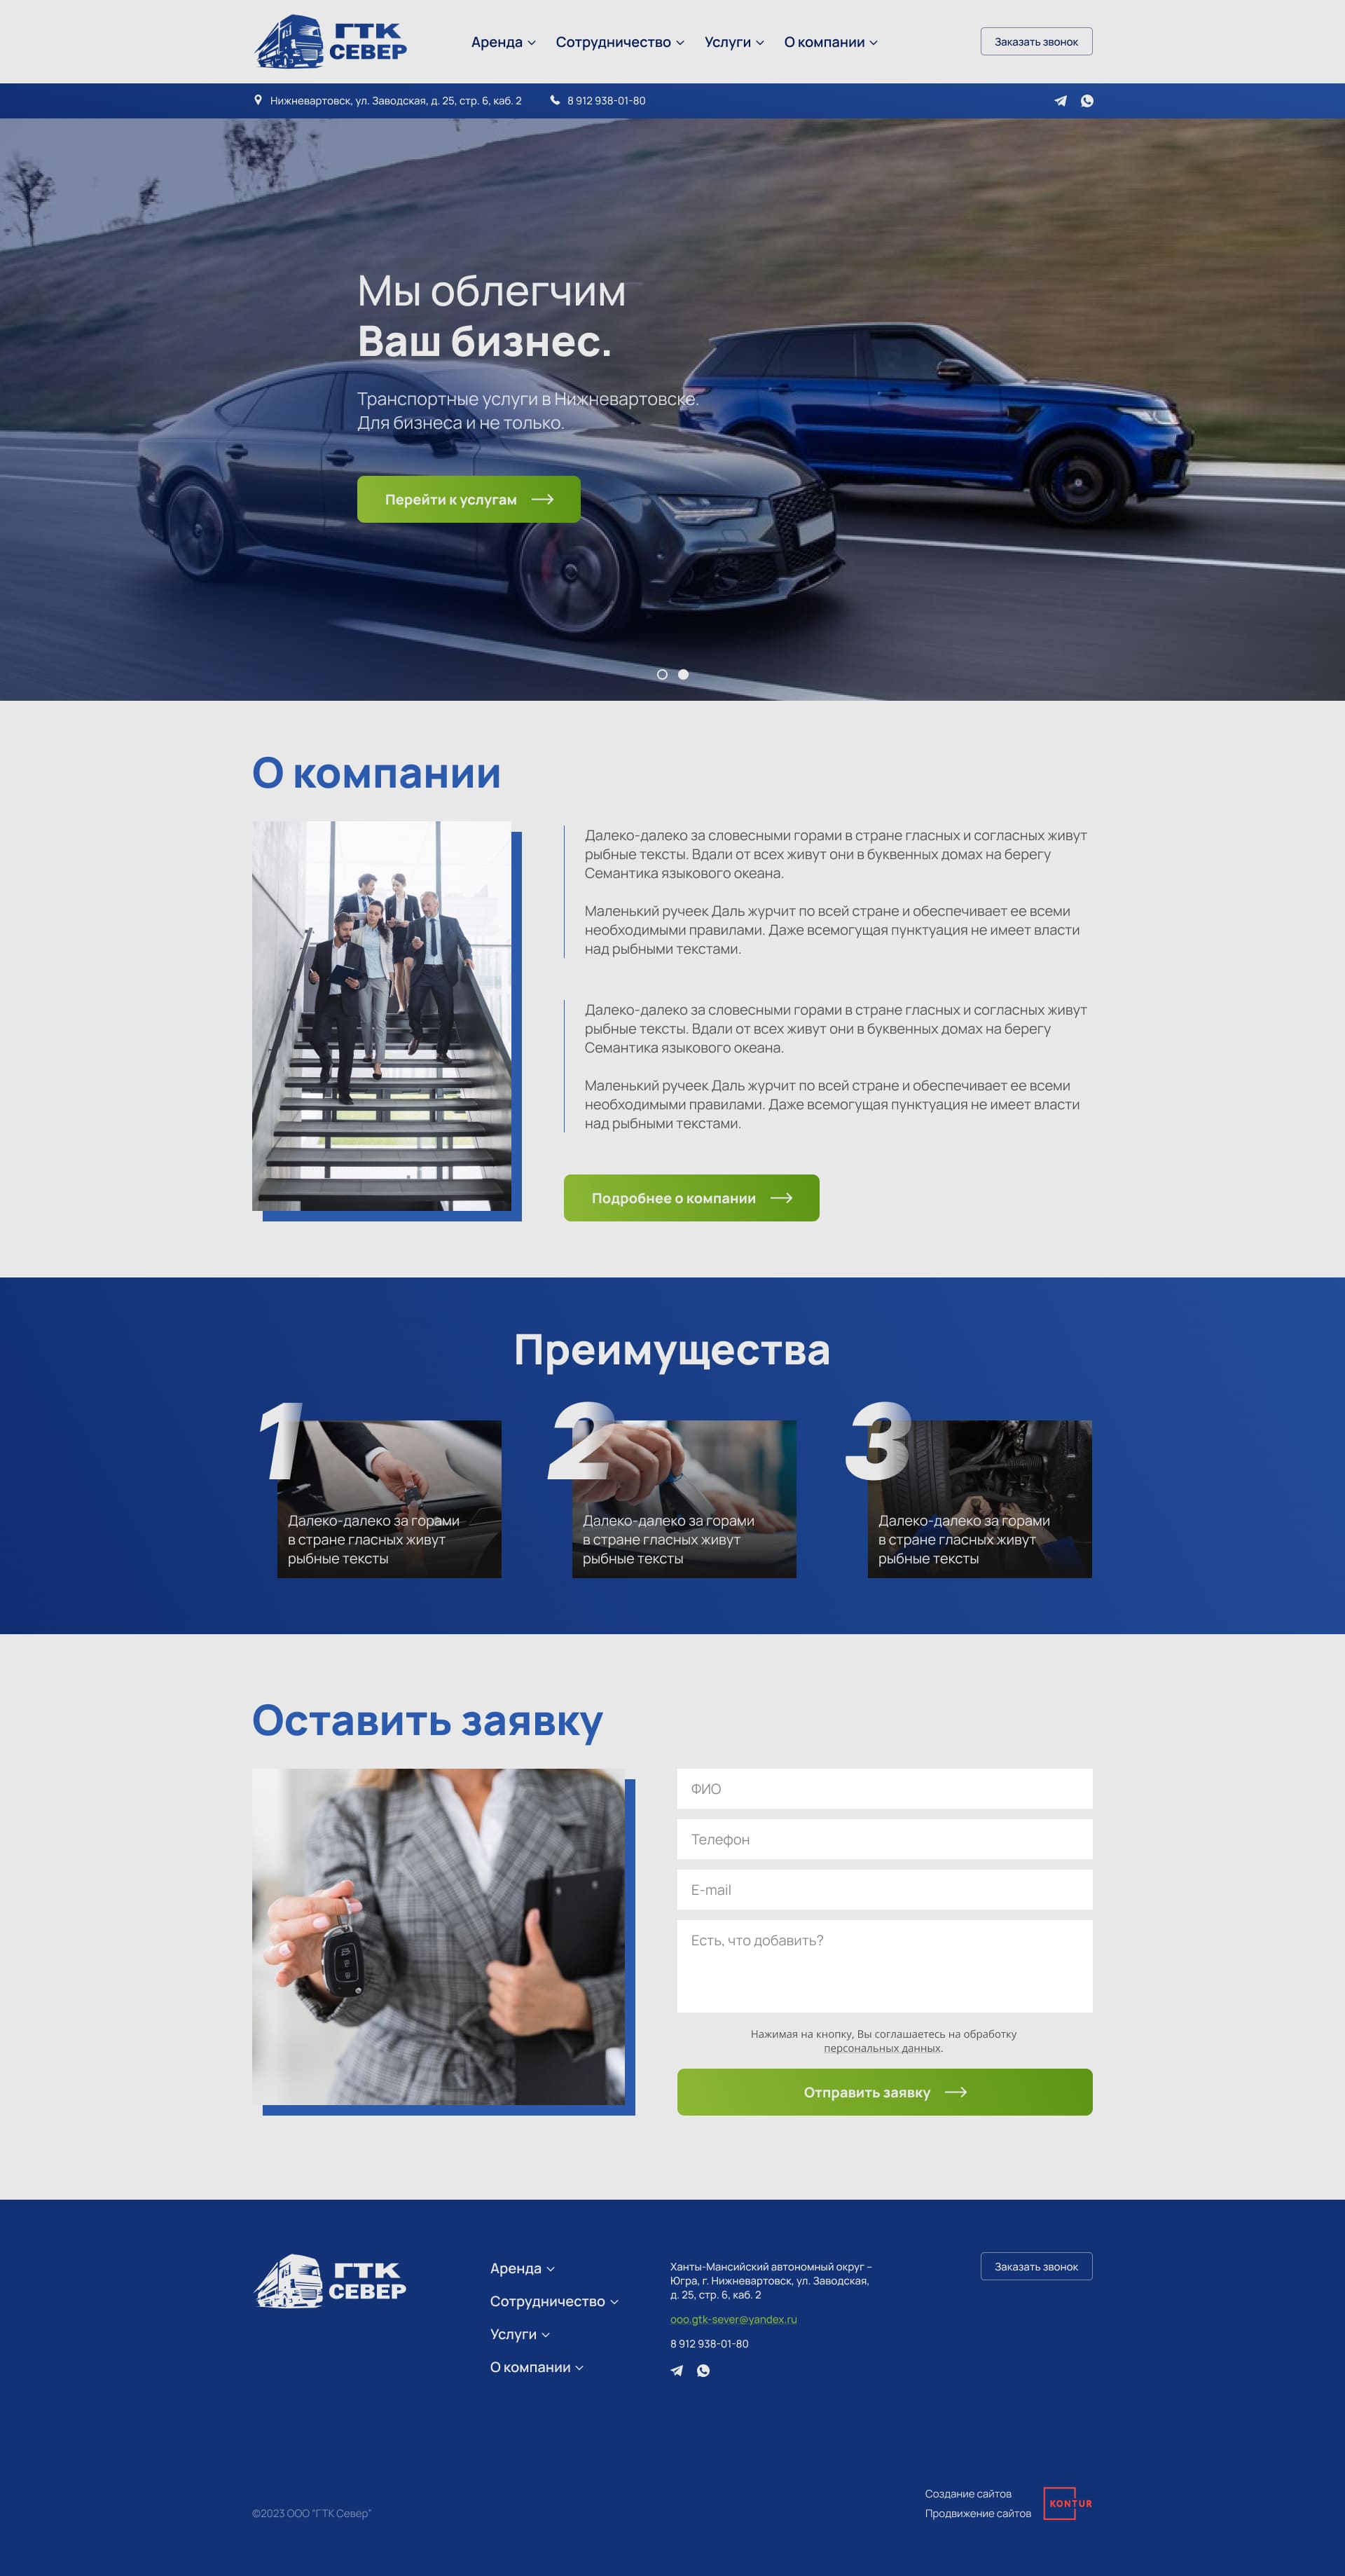 ГТК
СЕВЕР
Аренда
Сотрудничество
Услуги
О компании
Заказать звонок
Нижневартовск, ул. Заводская, д. 25, стр. 6, каб. 2
8 912 938-01-80
Мы облегчим
Ваш бизнес.
Транспортные услуги в Нижневартовске.
Для бизнеса и не только.
Перейти к услугам
О компании
Далеко-далеко за словесными горами в стране гласных и согласных живут
рыбные тексты. Вдали от всех живут они в буквенных домах на берегу
Семантика языкового океана.
Маленький ручеек Даль журчит по всей стране и обеспечивает ее всеми
необходимыми правилами. Даже всемогущая пунктуация не имеет власти
над рыбными текстами.
Далеко-далеко за словесными горами в стране гласных и согласных живут
рыбные тексты. Вдали от всех живут они в буквенных домах на берегу
Семантика языкового океана.
Маленький ручеек Даль журчит по всей стране и обеспечивает ее всеми
необходимыми правилами. Даже всемогущая пунктуация не имеет власти
над рыбными текстами.
Подробнее о компании
Преимущества
1
Далеко-далеко за горами
в стране гласных живут
рыбные тексты
2
Далеко-далеко за горами
в стране гласных живут
рыбные тексты
3
Далеко-далеко за горами
в стране гласных живут
рыбные тексты
Оставить заявку
ФИО
Телефон
E-mail
Есть, что добавить?
Нажимая на кнопку, Вы соглашаетесь на обработку
персональных данных.
Отправить заявку
ГТК
СЕВЕР
Аренда
Сотрудничество
Услуги
О компании
Ханты-Мансийский автономный округ –
Югра, г. Нижневартовск, ул. Заводская,
д. 25, стр. 6, каб. 2
ooo.gtk-sever@yandex.ru
8 912 938-01-80
Заказать звонок
©2023 ООО "ГТК Север"
Создание сайтов
Продвижение сайтов
KONTUR